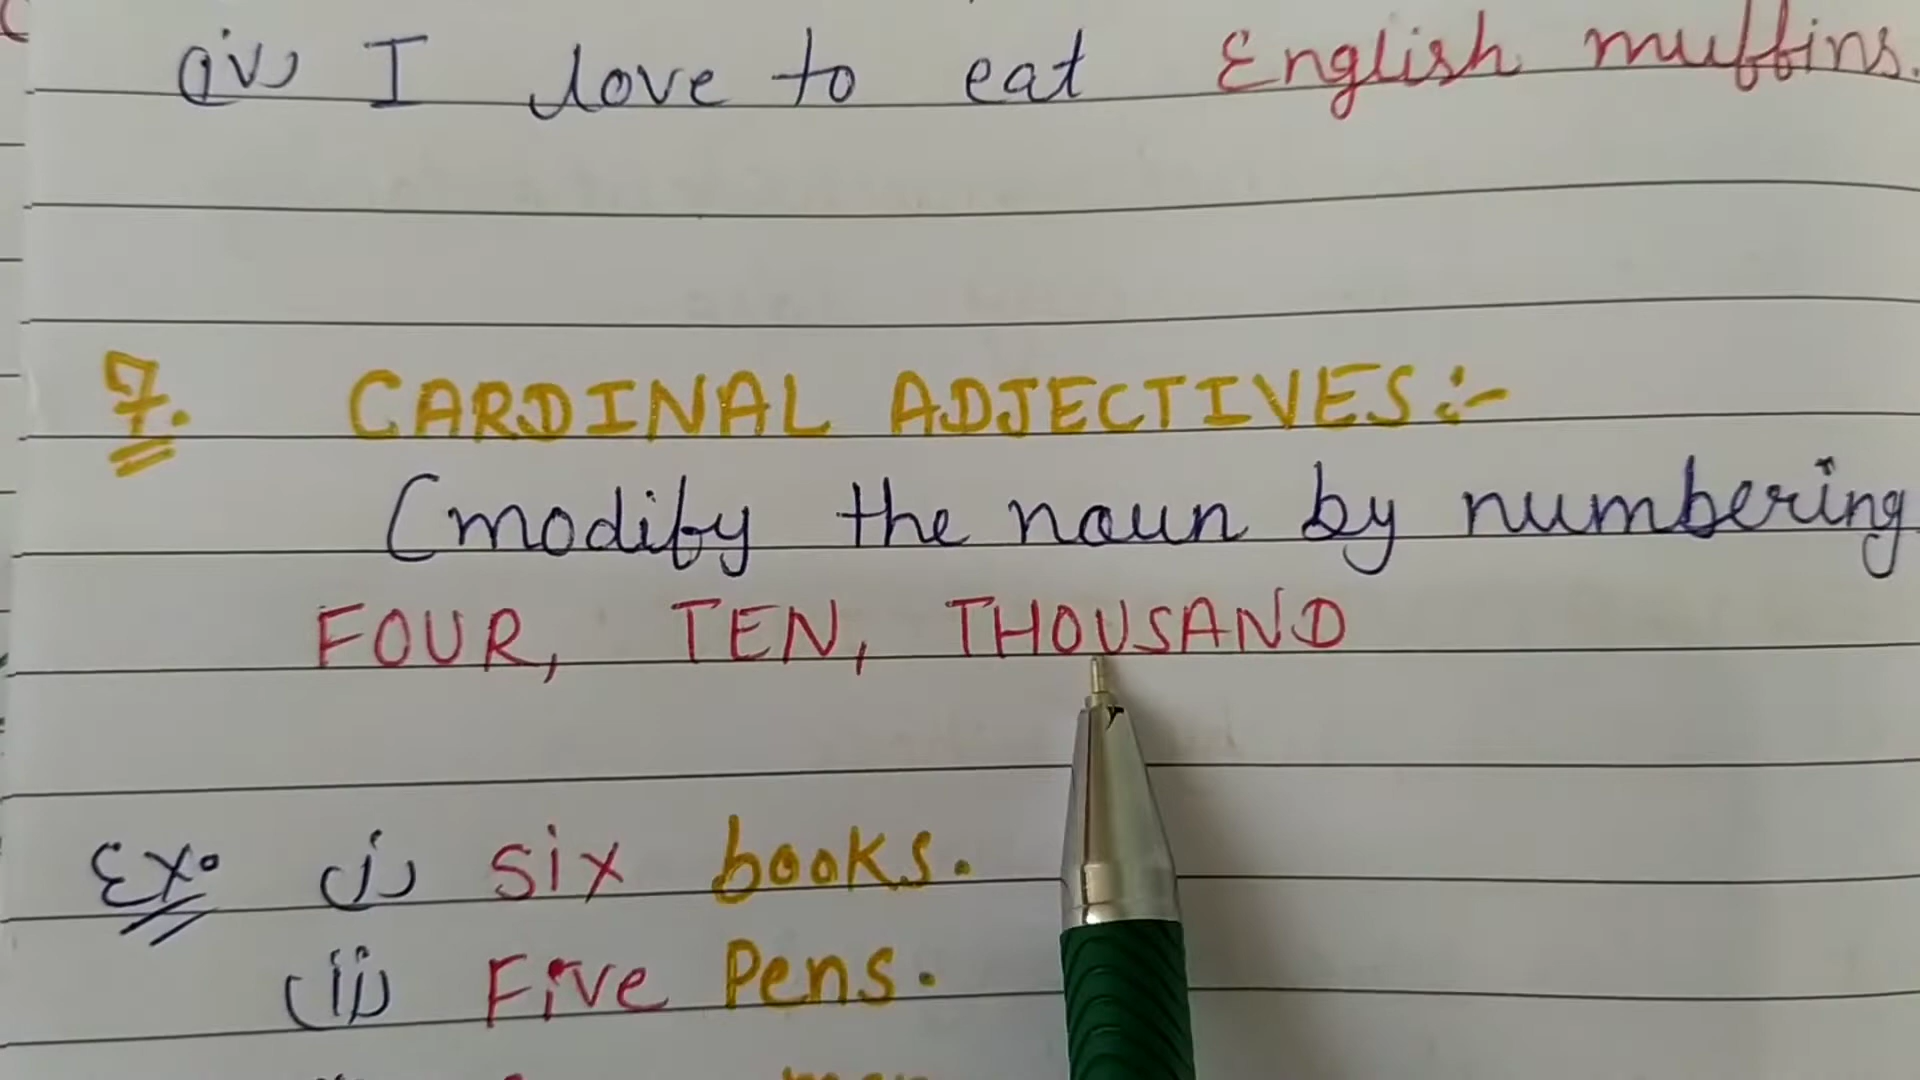 (iv) I love to eat English muffins.
7. CARDINAL ADJECTIVES:-
(modify the noun by numbering
FOUR, TEN, THOUSAND
Ex. (i) six books.
(ii) Five Pens.